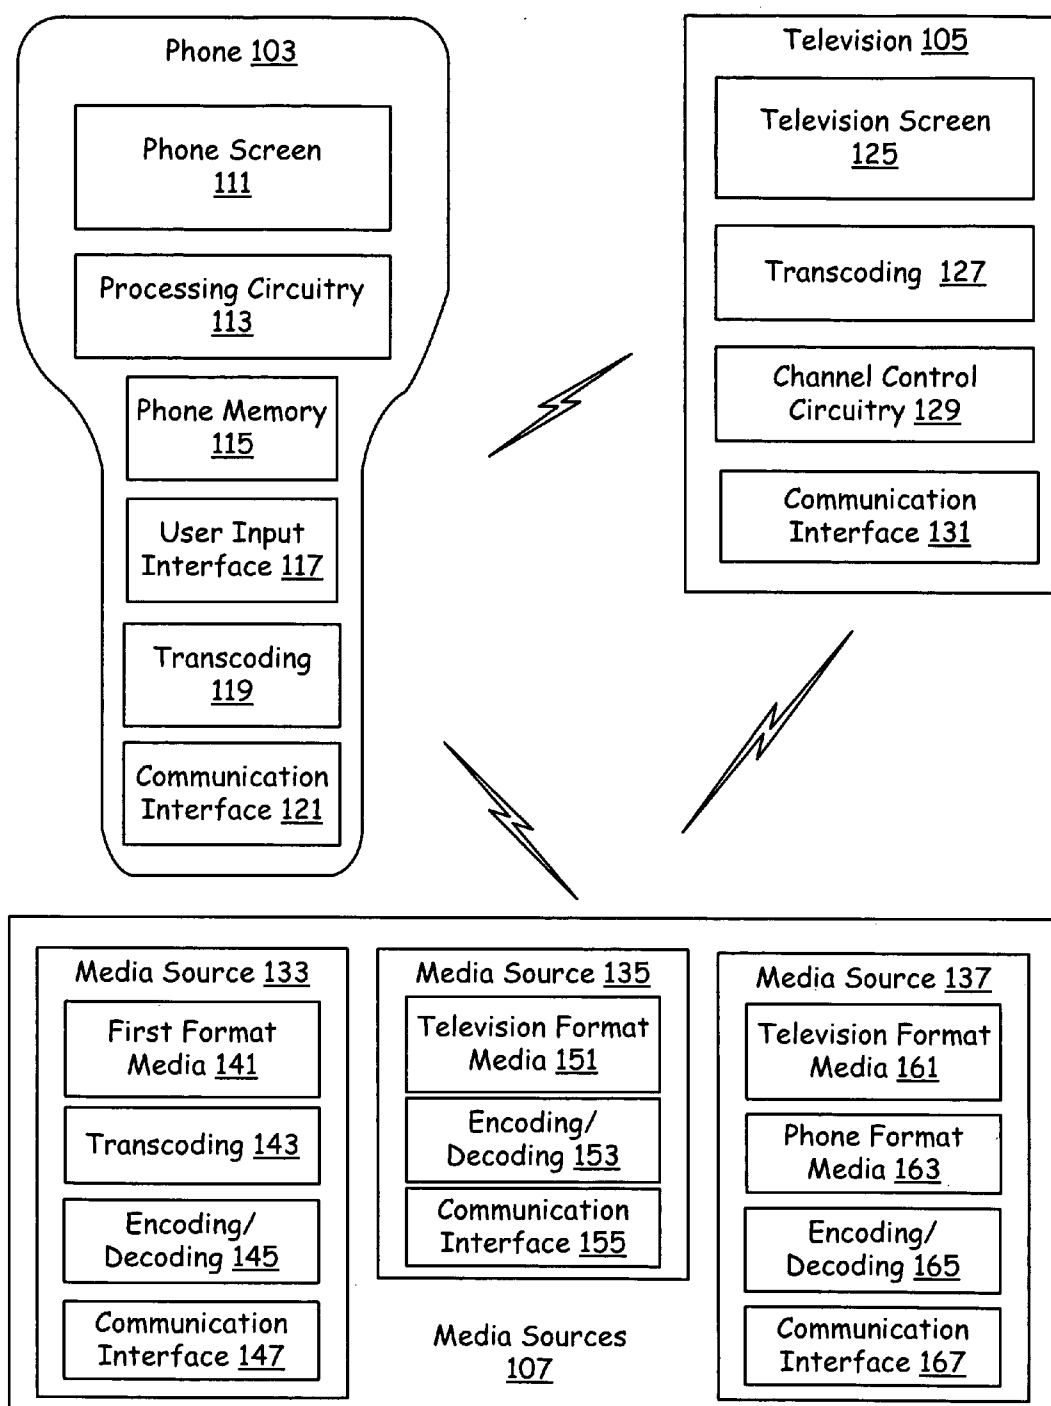 Phone 103
Phone Screen
111
Processing Circuitry
113
Phone Memory
115
User Input
Interface 117
Transcoding
119
Communication
Interface 121
Television 105
Television Screen
125
Transcoding 127
Channel Control
Circuitry 129
Communication
Interface 131
Media Source 133
First Format
Media 141
Transcoding 143
Encoding/
Decoding 145
Communication
Interface 147
Media Source 135
Television Format
Media 151
Encoding/
Decoding 153
Communication
Interface 155
Media Sources
107
Media Source 137
Television Format
Media 161
Phone Format
Media 163
Encoding/
Decoding 165
Communication
Interface 167